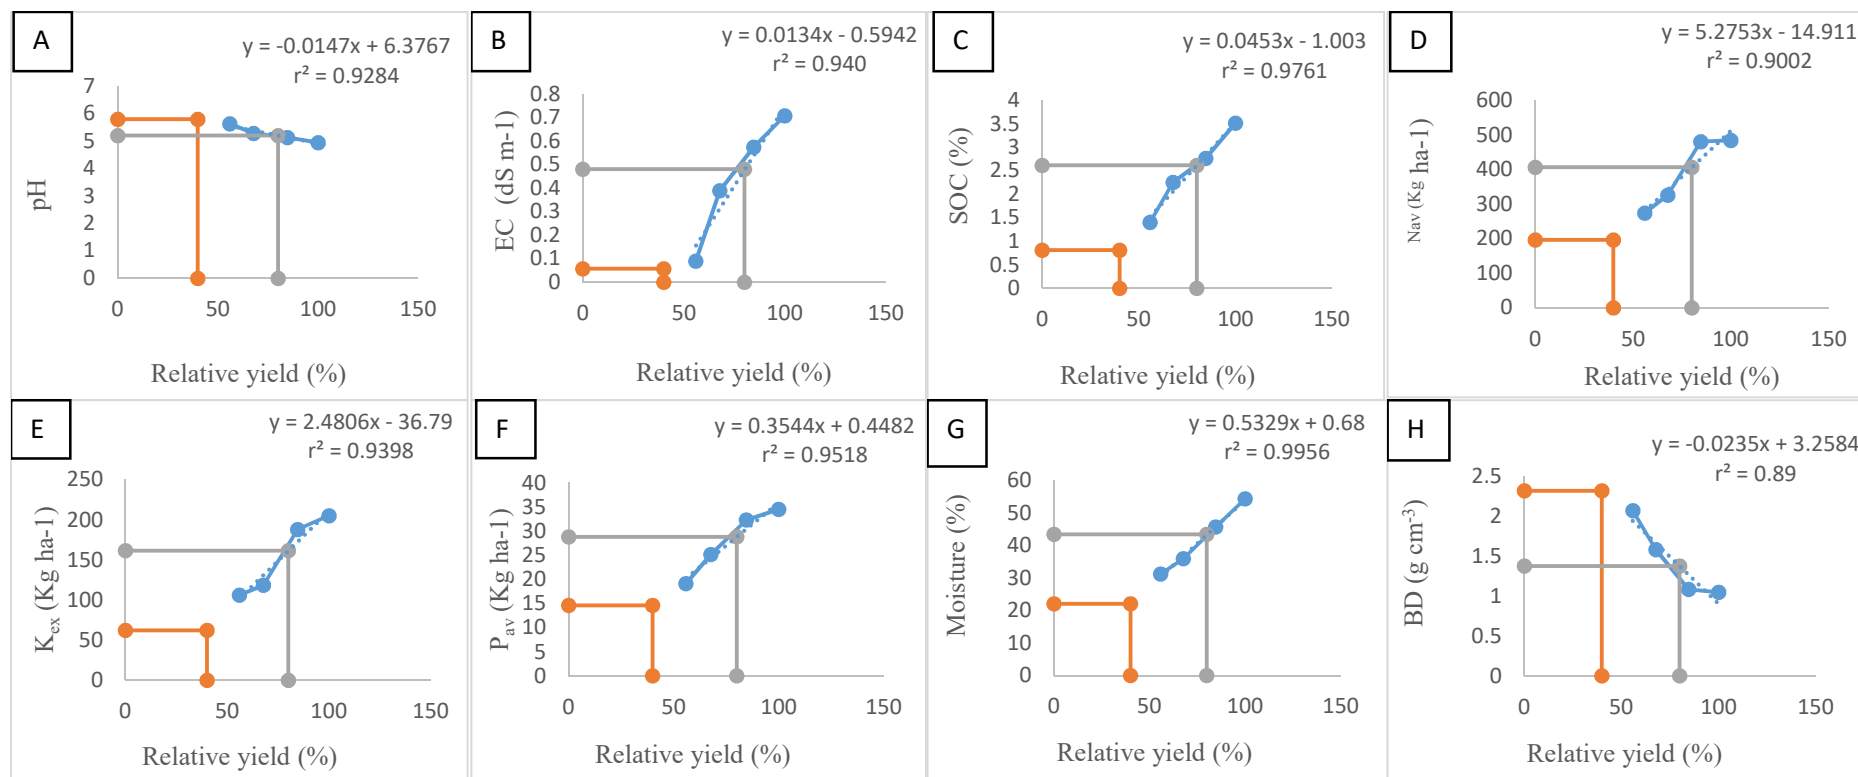 A
y = -0.0147x + 6.3767
r² = 0.9284
7
6
5
4
3
2
1
0
pH
0 50 100 150
Relative yield (%)
B
y = 0.0134x - 0.5942
r² = 0.940
0.8
0.7
0.6
0.5
0.4
0.3
0.2
0.1
0
EC (dS m-1)
0 50 100 150
Relative yield (%)
C
y = 0.0453x - 1.003
r² = 0.9761
4
3.5
3
2.5
2
1.5
1
0.5
0
SOC (%)
0 50 100 150
Relative yield (%)
D
y = 5.2753x - 14.911
r² = 0.9002
600
500
400
300
200
100
0
Nav (Kg ha-1)
0 50 100 150
Relative yield (%)
E
y = 2.4806x - 36.79
r² = 0.9398
250
200
150
100
50
0
Kex (Kg ha-1)
0 50 100 150
Relative yield (%)
F
y = 0.3544x + 0.4482
r² = 0.9518
40
35
30
25
20
15
10
5
0
Pav (Kg ha-1)
0 50 100 150
Relative yield (%)
G
y = 0.5329x + 0.68
r² = 0.9956
60
50
40
30
20
10
0
Moisture (%)
0 50 100 150
Relative yield (%)
H
y = -0.0235x + 3.2584
r² = 0.89
2.5
2
1.5
1
0.5
0
BD (g cm⁻³)
0 50 100 150
Relative yield (%)